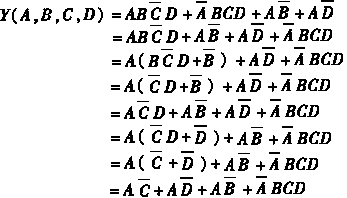 Y(A,B,C,D) = ABC̅D + A̅BCD + AB̅ + AD̅
= ABC̅D + AB̅ + AD̅ + A̅BCD
= A(BC̅D + B̅) + AD̅ + A̅BCD
= A(C̅D + B̅) + AD̅ + A̅BCD
= AC̅D + AB̅ + AD̅ + A̅BCD
= A(C̅D + D̅) + AB̅ + A̅BCD
= A(C̅ + D̅) + AB̅ + A̅BCD
= AC̅ + AD̅ + AB̅ + A̅BCD